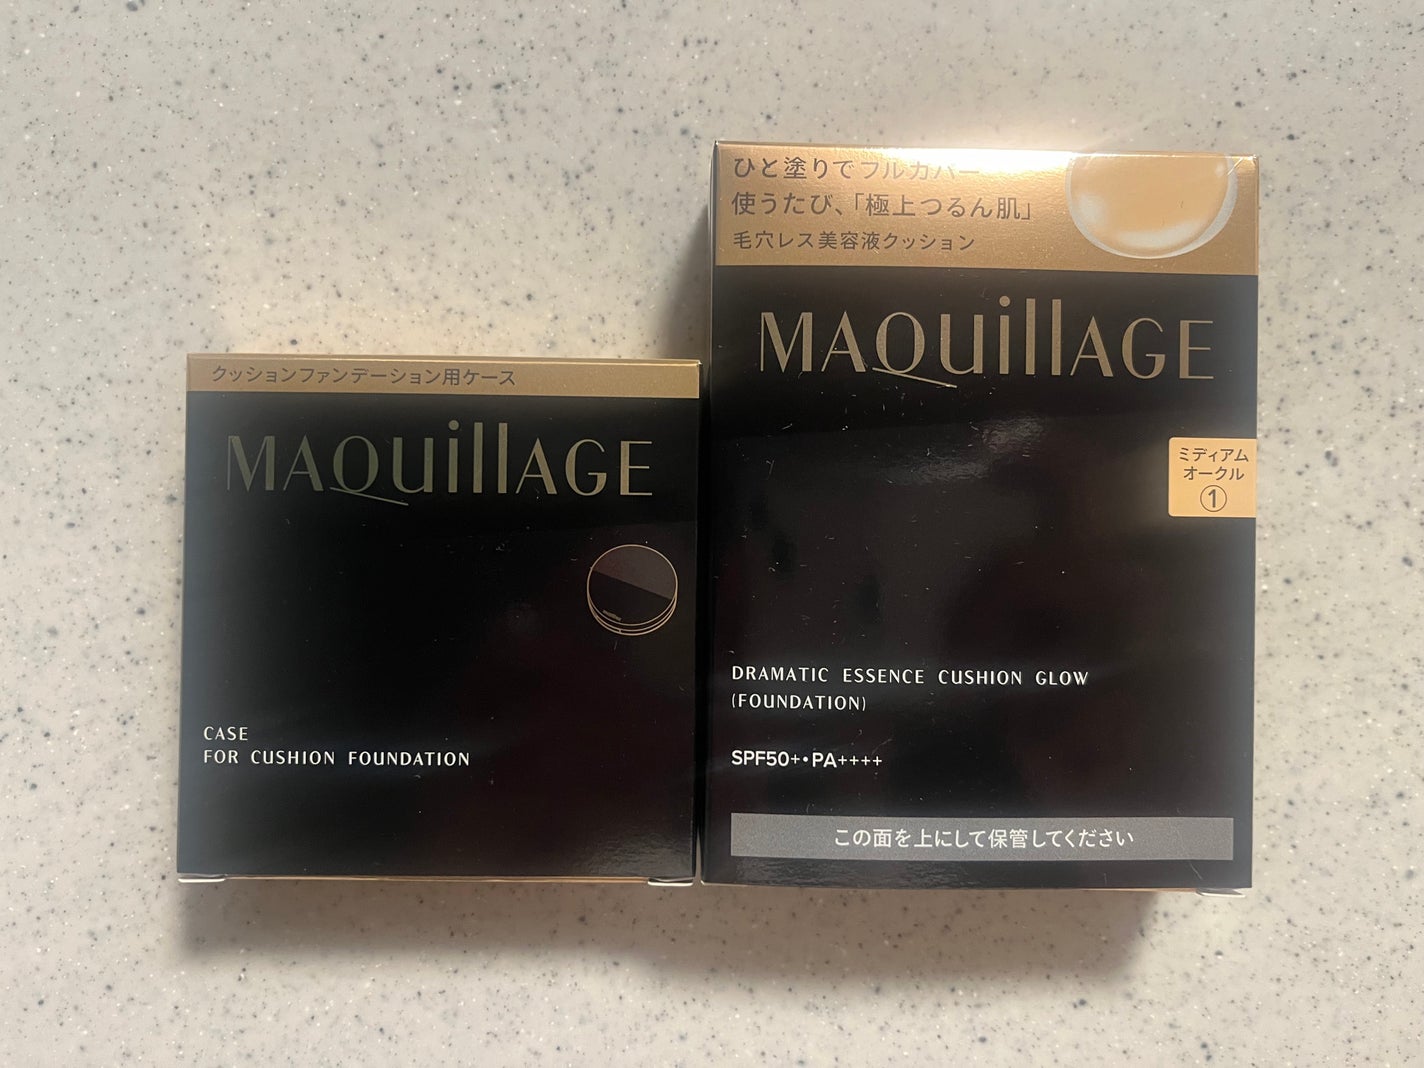 クッションファンデーション用ケース
MAQuillAGE
CASE
FOR CUSHION FOUNDATION
ひと塗りでフルカバー
使うたび、「極上つるん肌」
毛穴レス美容液クッション
MAQuillAGE
ミディアム
オークル
①
DRAMATIC ESSENCE CUSHION GLOW
(FOUNDATION)
SPF50+・PA++++
この面を上にして保管してください